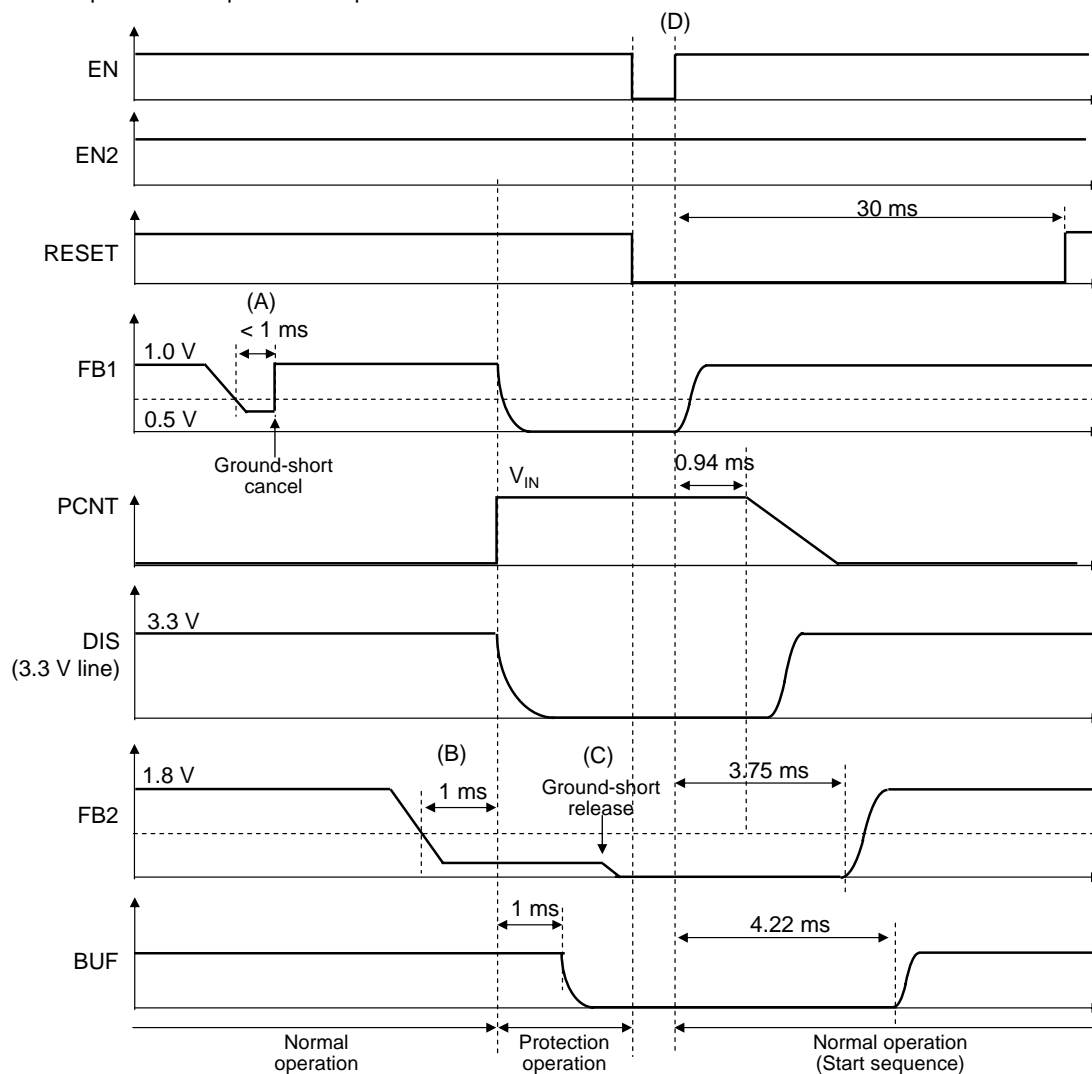 (D)
EN
EN2
30 ms
RESET
(A)
< 1 ms
1.0 V
FB1
0.5 V
Ground-short
cancel
0.94 ms
VIN
PCNT
3.3 V
DIS
(3.3 V line)
(B)
(C)
1.8 V
3.75 ms
1 ms
Ground-short
release
FB2
1 ms
4.22 ms
BUF
Normal
operation
Protection
operation
Normal operation
(Start sequence)